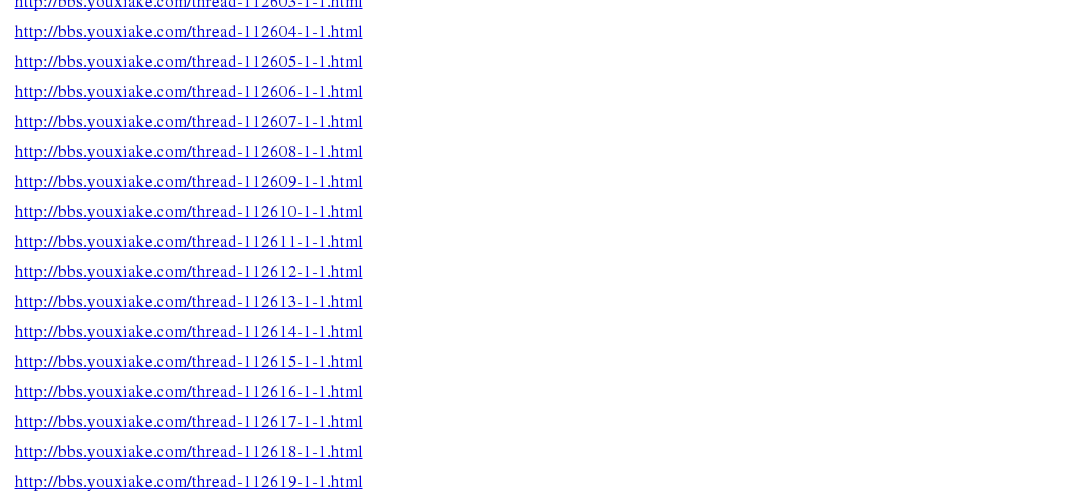 http://bbs.youxiake.com/thread-112603-1-1.html
http://bbs.youxiake.com/thread-112604-1-1.html
http://bbs.youxiake.com/thread-112605-1-1.html
http://bbs.youxiake.com/thread-112606-1-1.html
http://bbs.youxiake.com/thread-112607-1-1.html
http://bbs.youxiake.com/thread-112608-1-1.html
http://bbs.youxiake.com/thread-112609-1-1.html
http://bbs.youxiake.com/thread-112610-1-1.html
http://bbs.youxiake.com/thread-112611-1-1.html
http://bbs.youxiake.com/thread-112612-1-1.html
http://bbs.youxiake.com/thread-112613-1-1.html
http://bbs.youxiake.com/thread-112614-1-1.html
http://bbs.youxiake.com/thread-112615-1-1.html
http://bbs.youxiake.com/thread-112616-1-1.html
http://bbs.youxiake.com/thread-112617-1-1.html
http://bbs.youxiake.com/thread-112618-1-1.html
http://bbs.youxiake.com/thread-112619-1-1.html